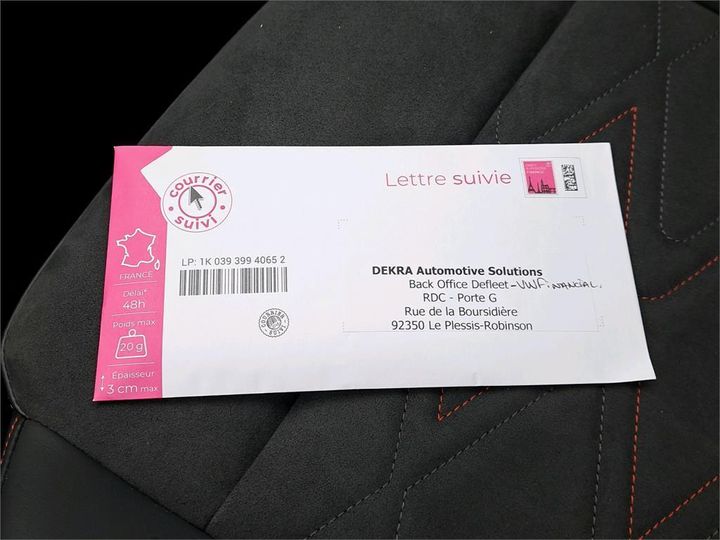 courrier
suivi
Lettre suivie
LP: 1K 039 399 4065 2
FRANCE
Délai*
48h
Poids max
20 g
Épaisseur
3 cm max
DEKRA Automotive Solutions
Back Office Defleet - VWFinancial.
RDC - Porte G
Rue de la Boursidière
92350 Le Plessis-Robinson